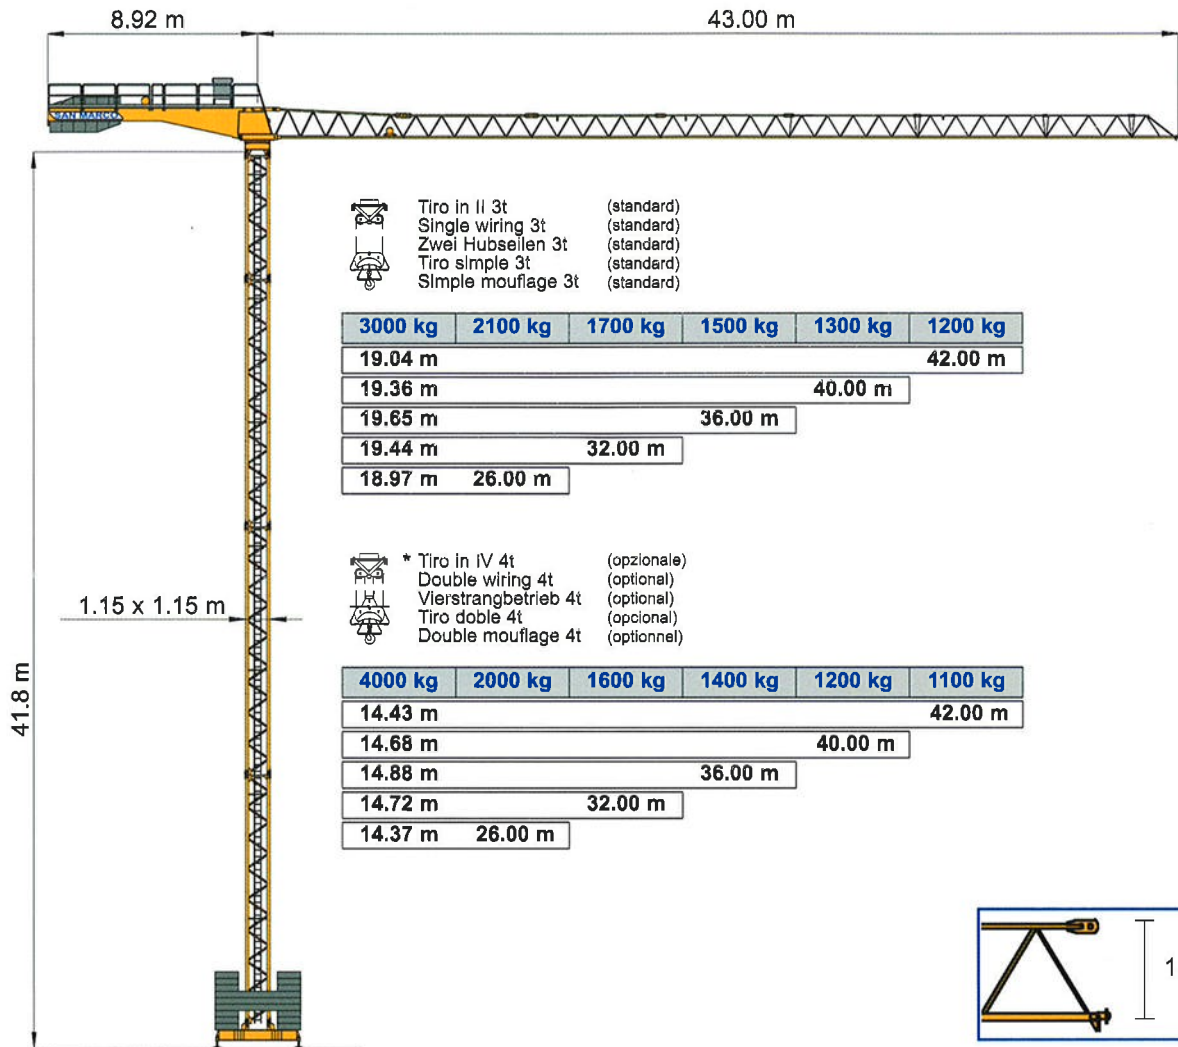 8.92 m 43.00 m
SAN MARCO
Tiro in II 3t (standard)
Single wiring 3t (standard)
Zwei Hubseilen 3t (standard)
Tiro simple 3t (standard)
Simple mouflage 3t (standard)
3000 kg 2100 kg 1700 kg 1500 kg 1300 kg 1200 kg
19.04 m 42.00 m
19.36 m 40.00 m
19.65 m 36.00 m
19.44 m 32.00 m
18.97 m 26.00 m
* Tiro in IV 4t (opzionale)
Double wiring 4t (optional)
Vierstrangbetrieb 4t (optional)
Tiro doble 4t (opcional)
Double mouflage 4t (optionnel)
1.15 x 1.15 m
41.8 m
4000 kg 2000 kg 1600 kg 1400 kg 1200 kg 1100 kg
14.43 m 42.00 m
14.68 m 40.00 m
14.88 m 36.00 m
14.72 m 32.00 m
14.37 m 26.00 m
1